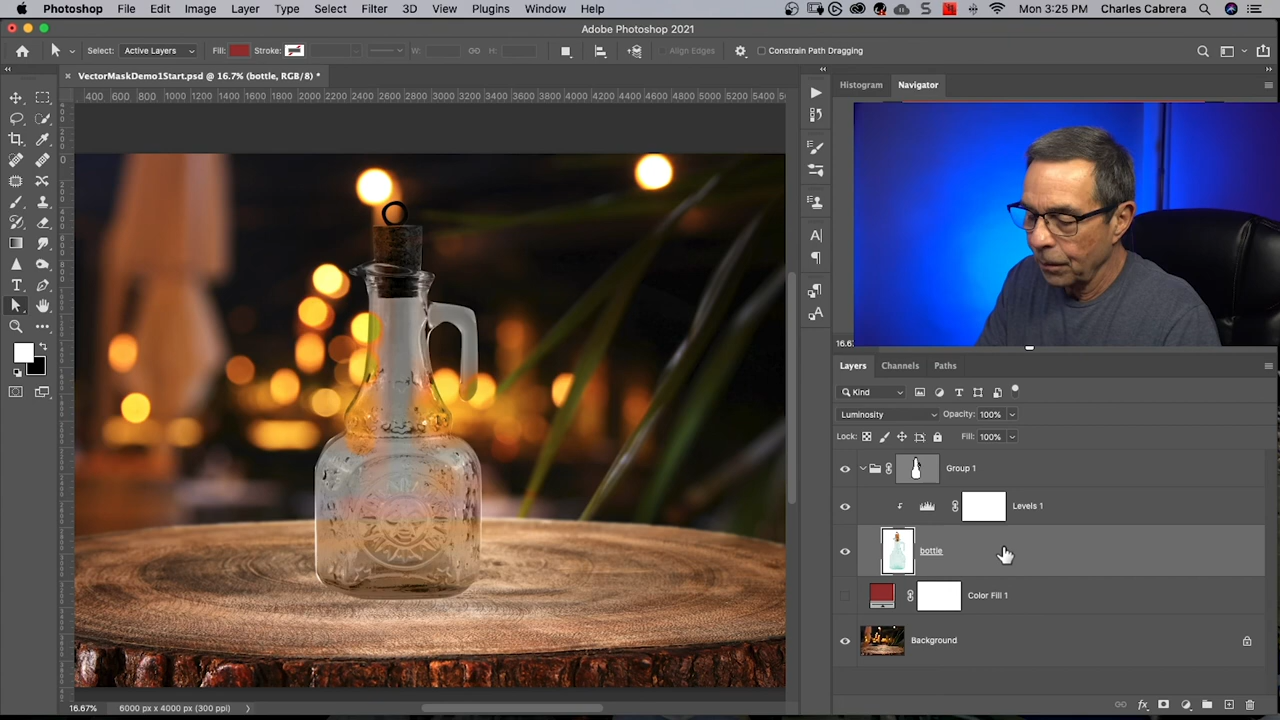 Photoshop File Edit Image Layer Type Select Filter 3D View Plugins Window Help Mon 3:25 PM Charles Cabrera
Adobe Photoshop 2021
Select: Active Layers Fill: Stroke: W: H: Align Edges Constrain Path Dragging
VectorMaskDemo1Start.psd @ 16.7% (bottle, RGB/8) *
Histogram Navigator
400 600 800 1000 1200 1400 1600 1800 2000 2200 2400 2600 2800 3000 3200 3400 3600 3800 4000 4200 4400 4600 4800 5000 5200 5400
16.67
Layers Channels Paths
Kind
Luminosity Opacity: 100%
Lock: Fill: 100%
Group 1
Levels 1
bottle
Color Fill 1
Background
16.67% 6000 px x 4000 px (300 ppi)